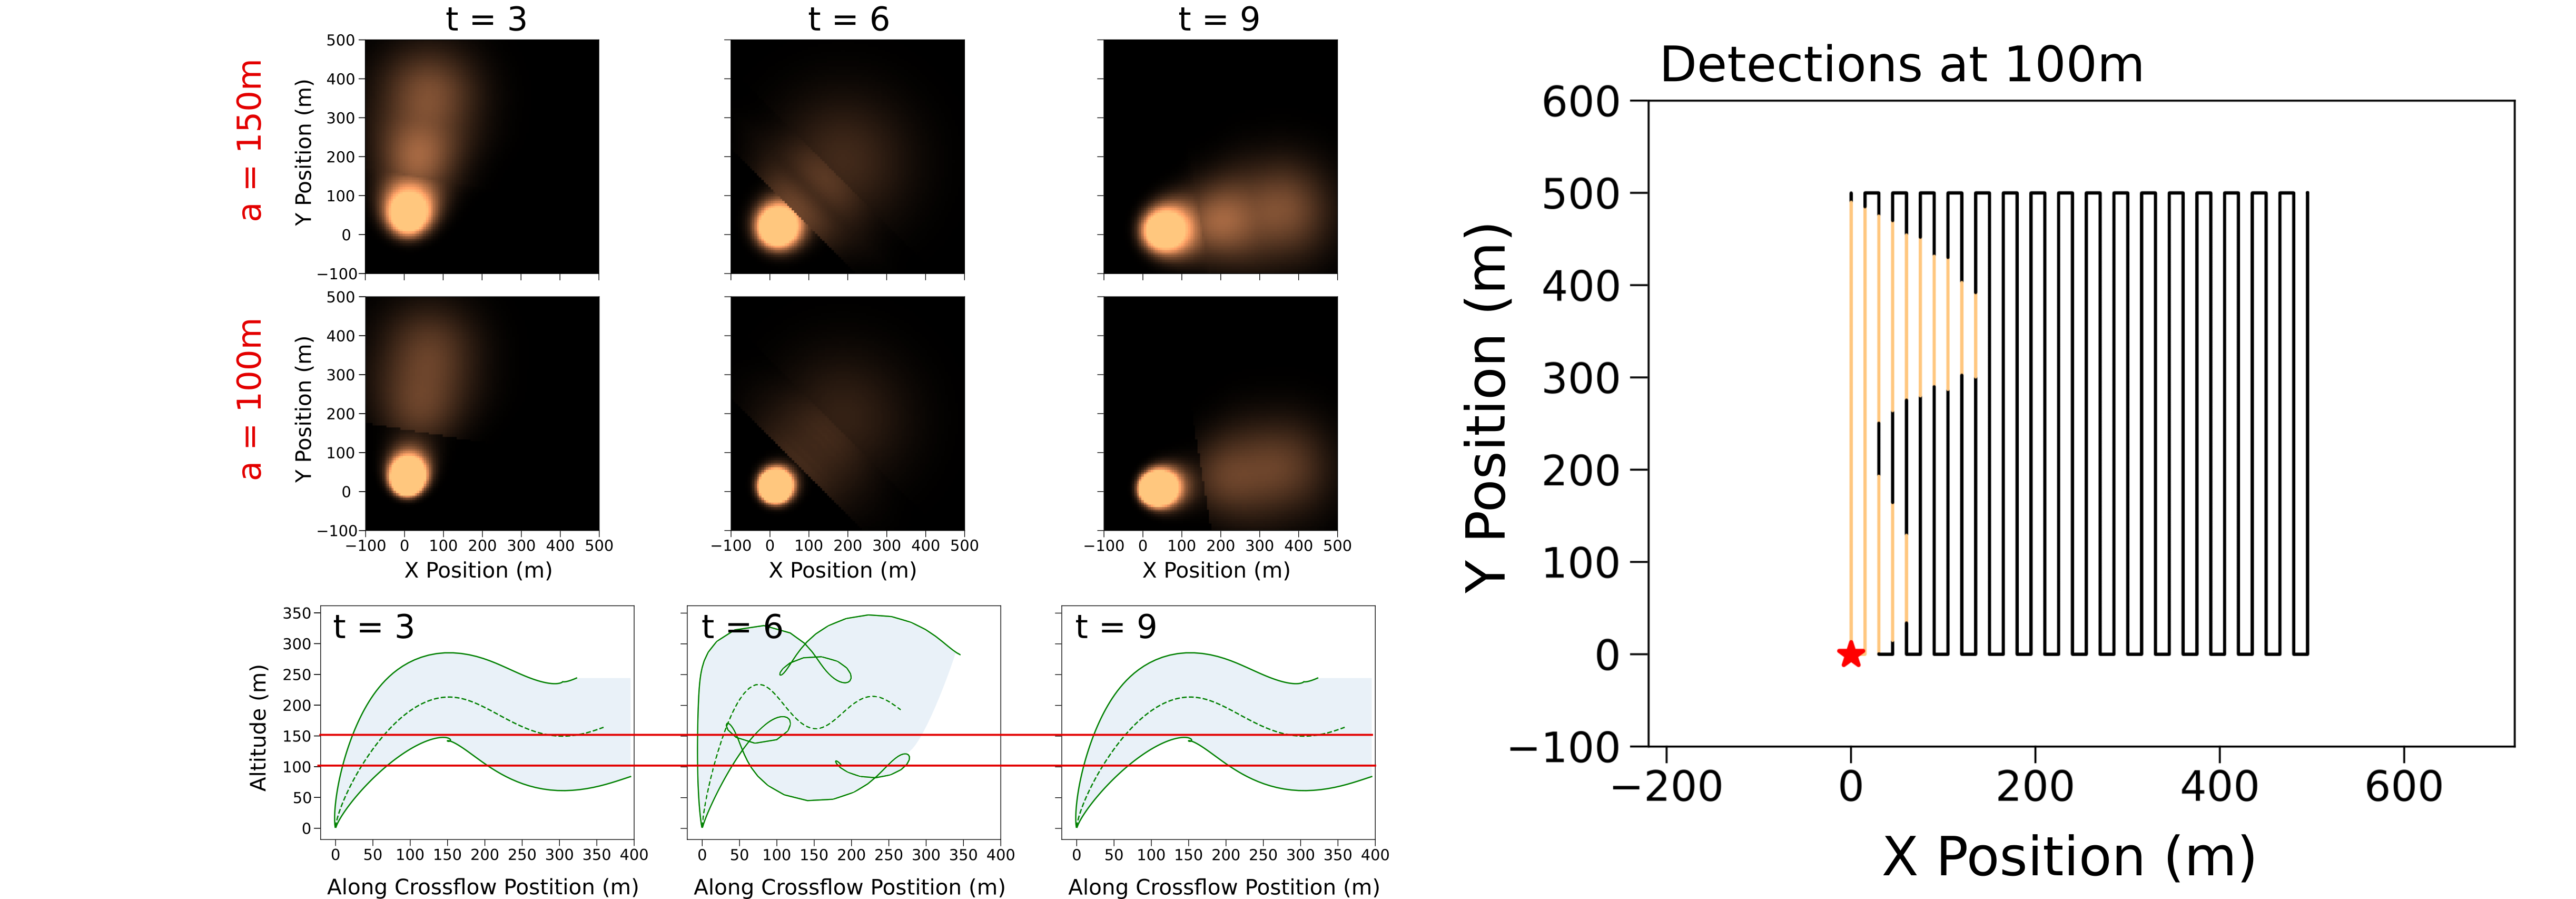 t = 3
t = 6
t = 9
a = 150m
Y Position (m)
500
400
300
200
100
0
−100
a = 100m
Y Position (m)
500
400
300
200
100
0
−100
−100 0 100 200 300 400 500
−100 0 100 200 300 400 500
−100 0 100 200 300 400 500
X Position (m)
X Position (m)
X Position (m)
Altitude (m)
350
300
250
200
150
100
50
0
t = 3
t = 6
t = 9
0 50 100 150 200 250 300 350 400
0 50 100 150 200 250 300 350 400
0 50 100 150 200 250 300 350 400
Along Crossflow Postition (m)
Along Crossflow Postition (m)
Along Crossflow Postition (m)
Detections at 100m
Y Position (m)
600
500
400
300
200
100
0
−100
−200 0 200 400 600
X Position (m)